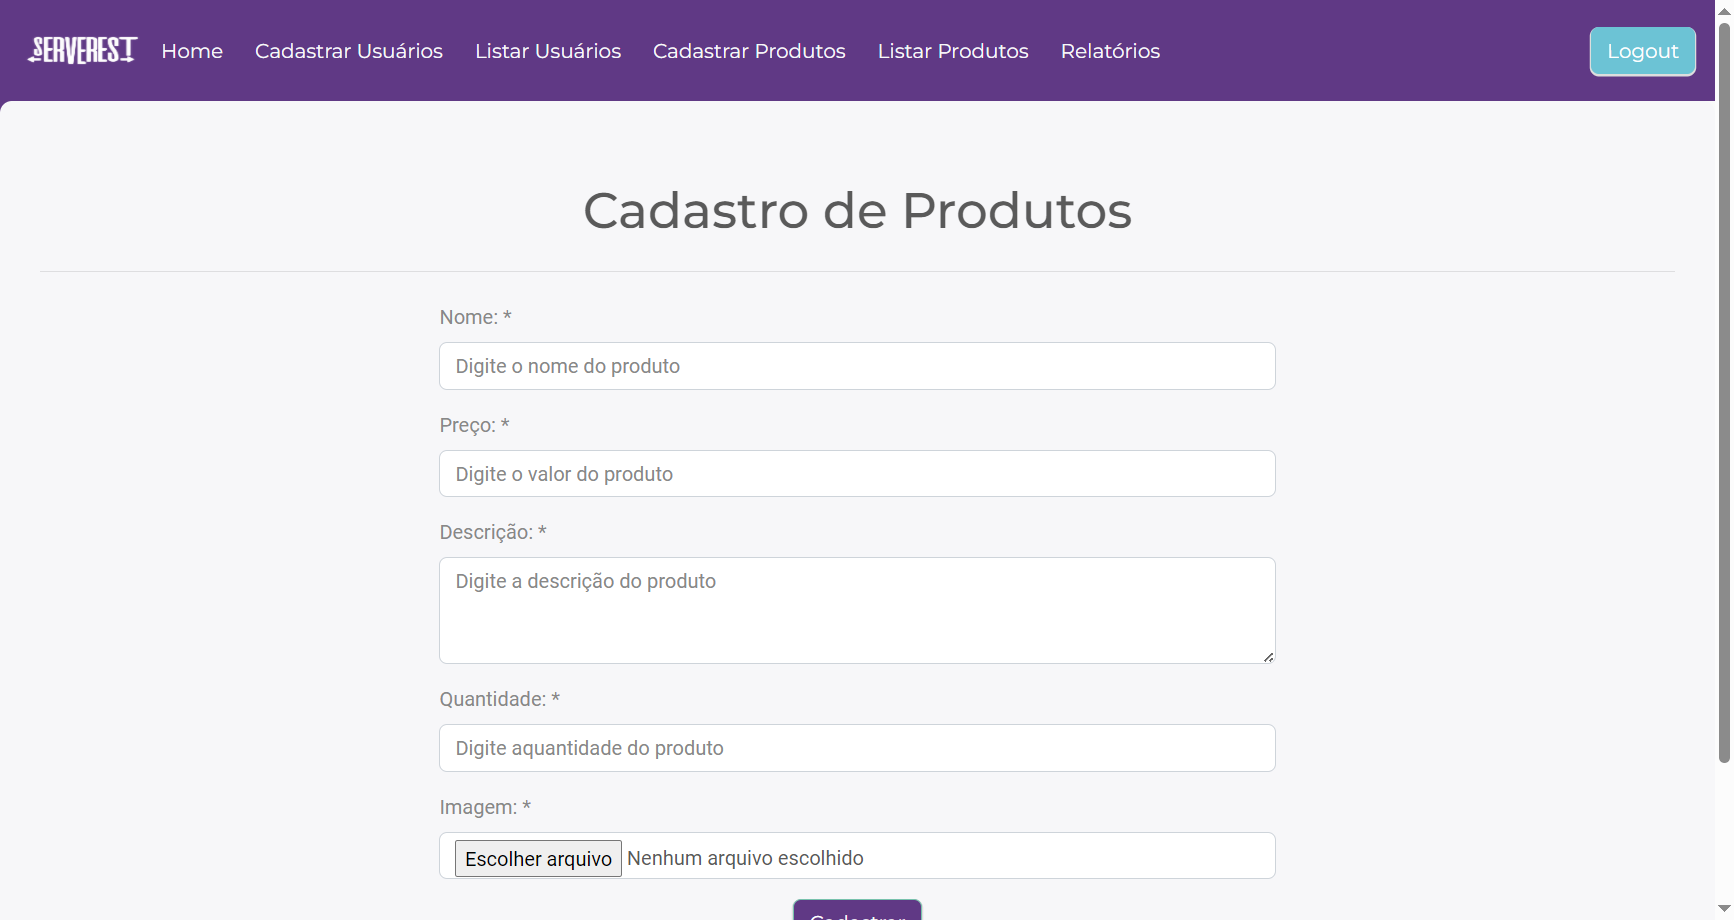 SERVEREST Home Cadastrar Usuários Listar Usuários Cadastrar Produtos Listar Produtos Relatórios Logout
Cadastro de Produtos
Nome: *
Digite o nome do produto
Preço: *
Digite o valor do produto
Descrição: *
Digite a descrição do produto
Quantidade: *
Digite aquantidade do produto
Imagem: *
Escolher arquivo Nenhum arquivo escolhido
Cadastrar